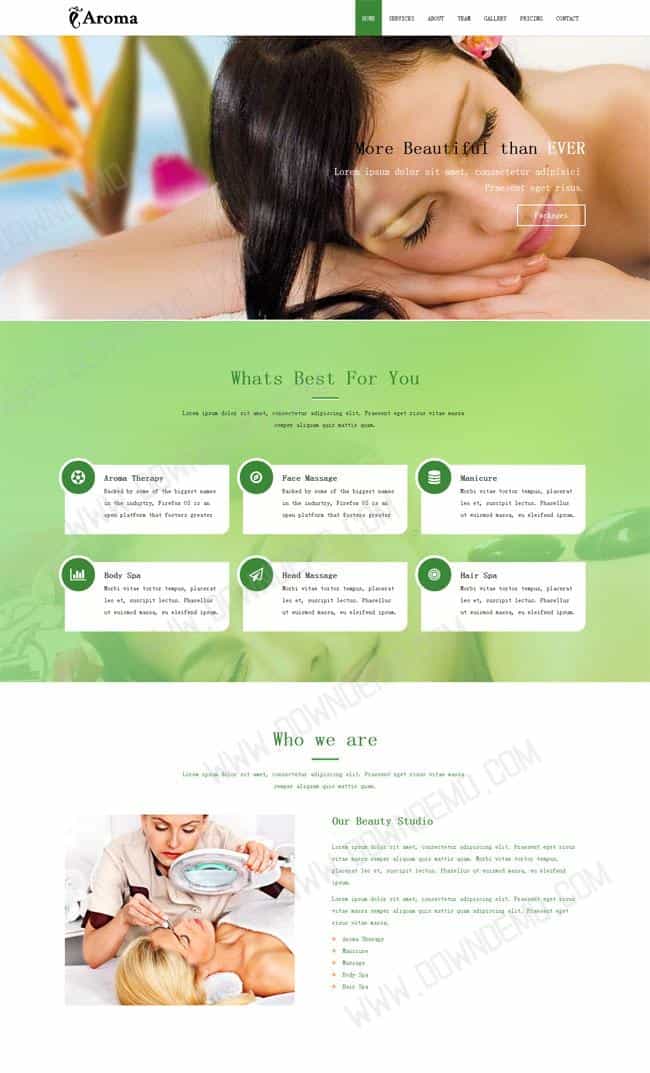 Aroma
HOME SERVICES ABOUT TEAM GALLERY PRICING CONTACT
More Beautiful than EVER
Lorem ipsum dolor sit amet, consectetur adipisici
Praesent eget risus.
Packages
Whats Best For You
Lorem ipsum dolor sit amet, consectetur adipiscing elit. Praesent eget risus vitae massa
semper aliquam quis mattis quam.
Aroma Therapy
Backed by some of the biggest names
in the industry, Firefox OS is an
open platform that fosters greater
Face Massage
Backed by some of the biggest names
in the industry, Firefox OS is an
open platform that fosters greater
Manicure
Morbi vitae tortor tempus, placerat
leo et, suscipit lectus. Phasellus
ut euismod massa, eu eleifend ipsum.
Body Spa
Morbi vitae tortor tempus, placerat
leo et, suscipit lectus. Phasellus
ut euismod massa, eu eleifend ipsum.
Head Massage
Morbi vitae tortor tempus, placerat
leo et, suscipit lectus. Phasellus
ut euismod massa, eu eleifend ipsum.
Hair Spa
Morbi vitae tortor tempus, placerat
leo et, suscipit lectus. Phasellus
ut euismod massa, eu eleifend ipsum.
Who we are
Lorem ipsum dolor sit amet, consectetur adipiscing elit. Praesent eget risus vitae massa
semper aliquam quis mattis quam.
Our Beauty Studio
Lorem ipsum dolor sit amet, consectetur adipiscing elit. Praesent eget risus
vitae massa semper aliquam quis mattis quam. Morbi vitae tortor tempus,
placerat leo et, suscipit lectus. Phasellus ut euismod massa, eu eleifend
ipsum.
Lorem ipsum dolor sit amet, consectetur adipiscing elit. Praesent eget risus
vitae massa semper aliquam quis mattis quam adipiscing elit. Praesent eget
risus vitae massa.
Aroma Therapy
Manicure
Massage
Body Spa
Hair Spa
WWW.DOWNDEMO.COM
WWW.DOWNDEMO.COM